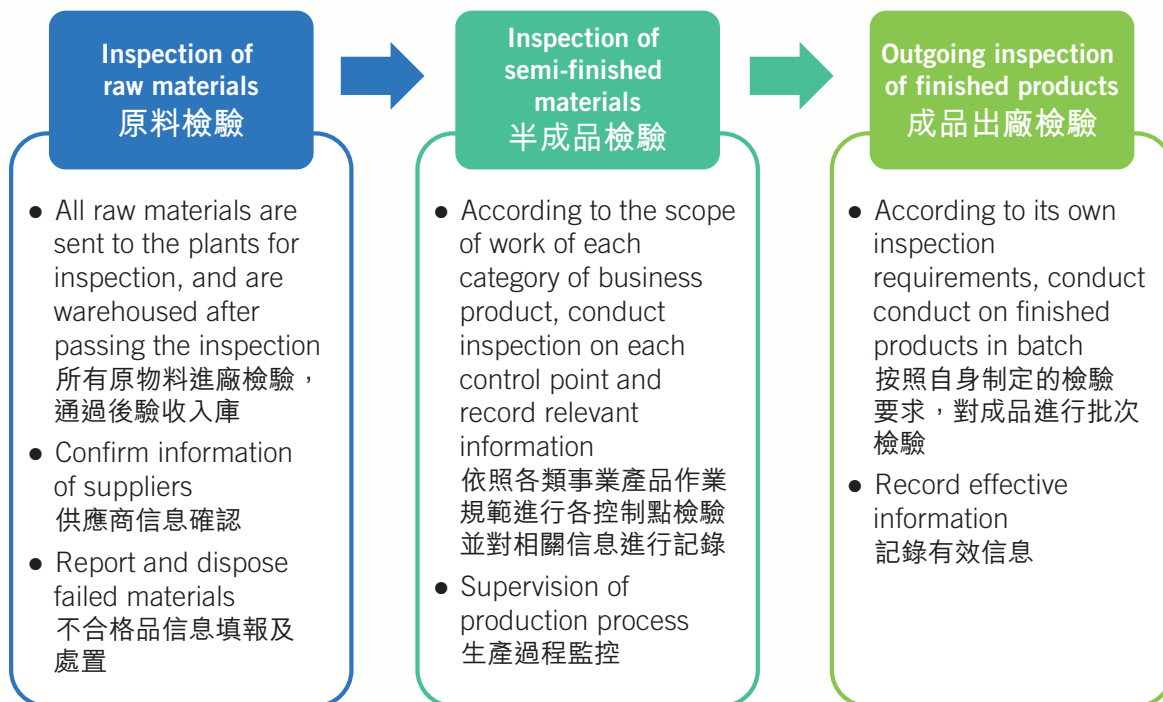 Inspection of
raw materials
原料檢驗
● All raw materials are
sent to the plants for
inspection, and are
warehoused after
passing the inspection
所有原物料進廠檢驗，
通過後驗收入庫
● Confirm information
of suppliers
供應商信息確認
● Report and dispose
failed materials
不合格品信息填報及
處置
Inspection of
semi-finished
materials
半成品檢驗
● According to the scope
of work of each
category of business
product, conduct
inspection on each
control point and
record relevant
information
依照各類事業產品作業
規範進行各控制點檢驗
並對相關信息進行記錄
● Supervision of
production process
生產過程監控
Outgoing inspection
of finished products
成品出廠檢驗
● According to its own
inspection
requirements, conduct
conduct on finished
products in batch
按照自身制定的檢驗
要求，對成品進行批次
檢驗
● Record effective
information
記錄有效信息